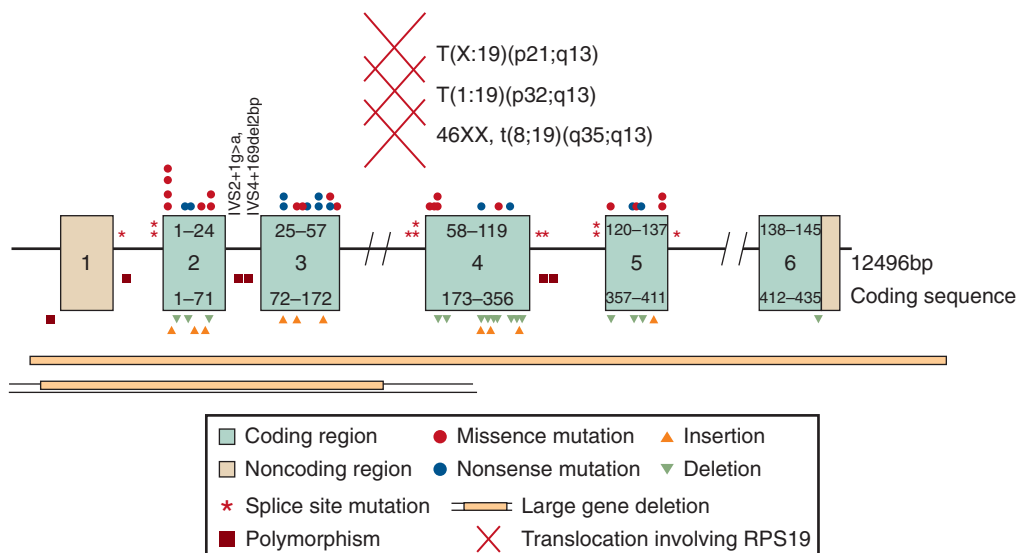 T(X:19)(p21;q13)
T(1:19)(p32;q13)
46XX, t(8;19)(q35;q13)
IVS2+1g>a,
IVS4+169del2bp
1–24
25–57
58–119
120–137
138–145
1
2
3
4
5
6
12496bp
1–71
72–172
173–356
357–411
412–435
Coding sequence
Coding region
Missence mutation
Insertion
Noncoding region
Nonsense mutation
Deletion
* Splice site mutation
Large gene deletion
Polymorphism
Translocation involving RPS19